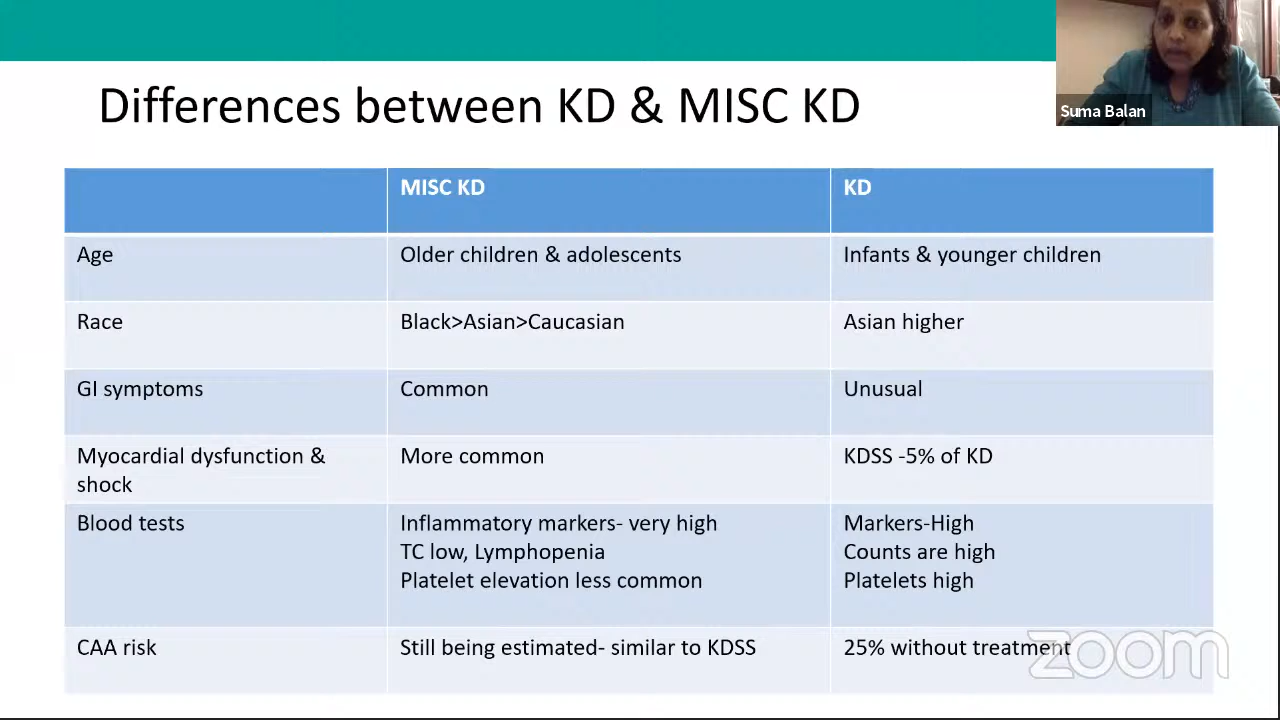 Suma Balan
Differences between KD & MISC KD
MISC KD KD
Age Older children & adolescents Infants & younger children
Race Black>Asian>Caucasian Asian higher
GI symptoms Common Unusual
Myocardial dysfunction & More common KDSS -5% of KD
shock
Blood tests Inflammatory markers- very high Markers-High
TC low, Lymphopenia Counts are high
Platelet elevation less common Platelets high
CAA risk Still being estimated- similar to KDSS 25% without treatment
zoom